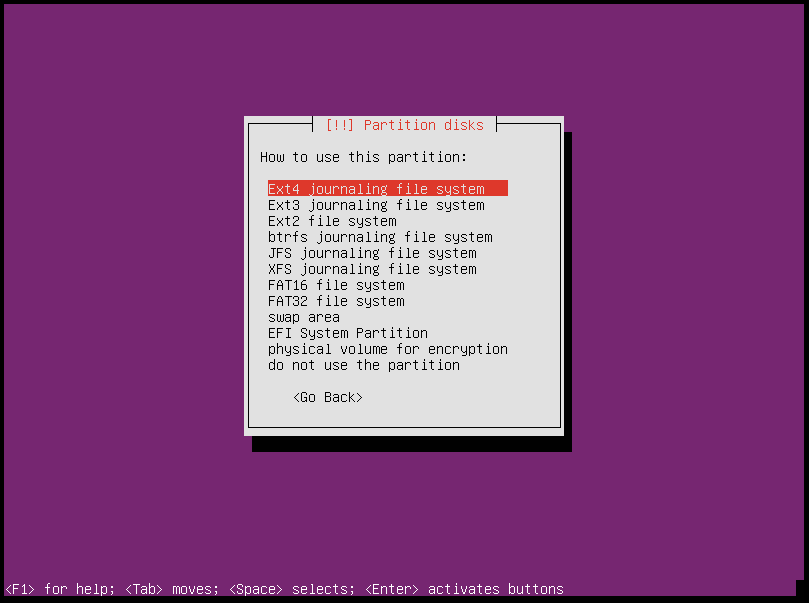 [!!] Partition disks
How to use this partition:
Ext4 journaling file system
Ext3 journaling file system
Ext2 file system
btrfs journaling file system
JFS journaling file system
XFS journaling file system
FAT16 file system
FAT32 file system
swap area
EFI System Partition
physical volume for encryption
do not use the partition
<Go Back>
<F1> for help; <Tab> moves; <Space> selects; <Enter> activates buttons